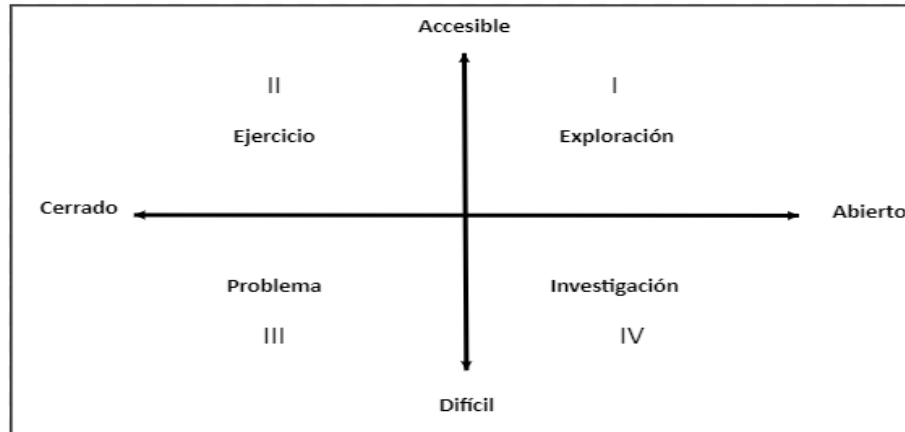 Accesible
II I
Ejercicio Exploración
Cerrado Abierto
Problema Investigación
III IV
Difícil